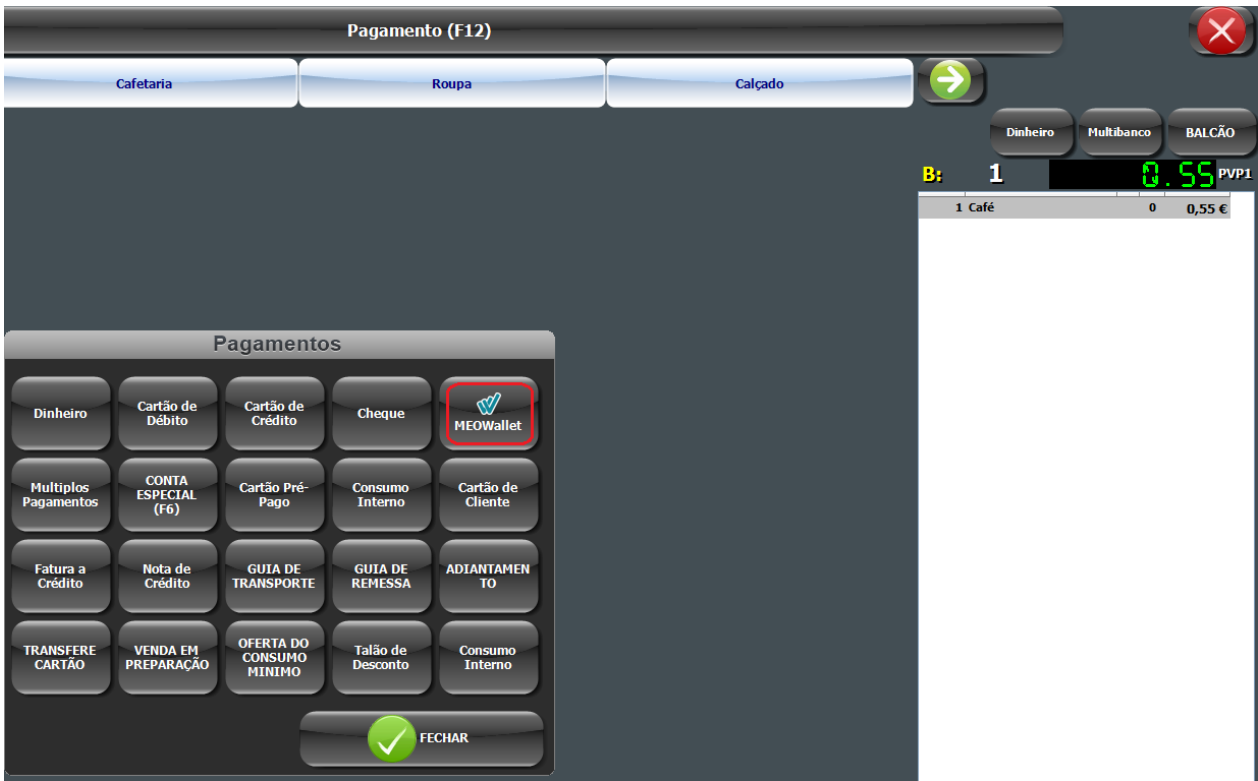 Pagamento (F12)
Cafetaria
Roupa
Calçado
Dinheiro
Multibanco
BALCÃO
B: 1 0.55 PVP1
1 Café 0 0,55 €
Pagamentos
Dinheiro
Cartão de
Débito
Cartão de
Crédito
Cheque
MEOWallet
Multiplos
Pagamentos
CONTA
ESPECIAL
(F6)
Cartão Pré-
Pago
Consumo
Interno
Cartão de
Cliente
Fatura a
Crédito
Nota de
Crédito
GUIA DE
TRANSPORTE
GUIA DE
REMESSA
ADIANTAMEN
TO
TRANSFERE
CARTÃO
VENDA EM
PREPARAÇÃO
OFERTA DO
CONSUMO
MINIMO
Talão de
Desconto
Consumo
Interno
FECHAR